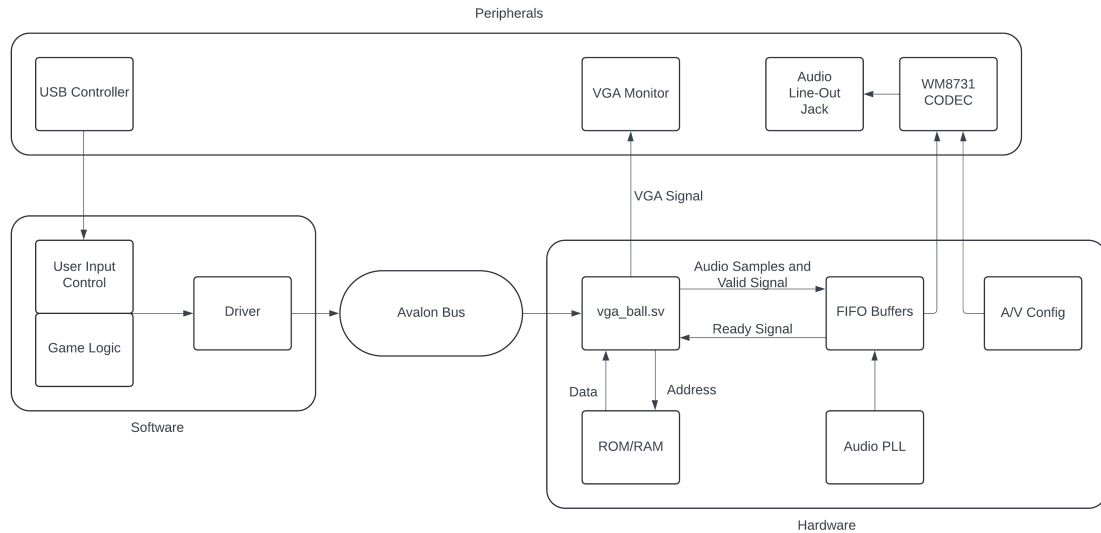 Peripherals
USB Controller
VGA Monitor
Audio
Line-Out
Jack
WM8731
CODEC
VGA Signal
User Input
Control
Game Logic
Driver
Software
Avalon Bus
vga_ball.sv
Audio Samples and
Valid Signal
Ready Signal
FIFO Buffers
A/V Config
Data
Address
ROM/RAM
Audio PLL
Hardware